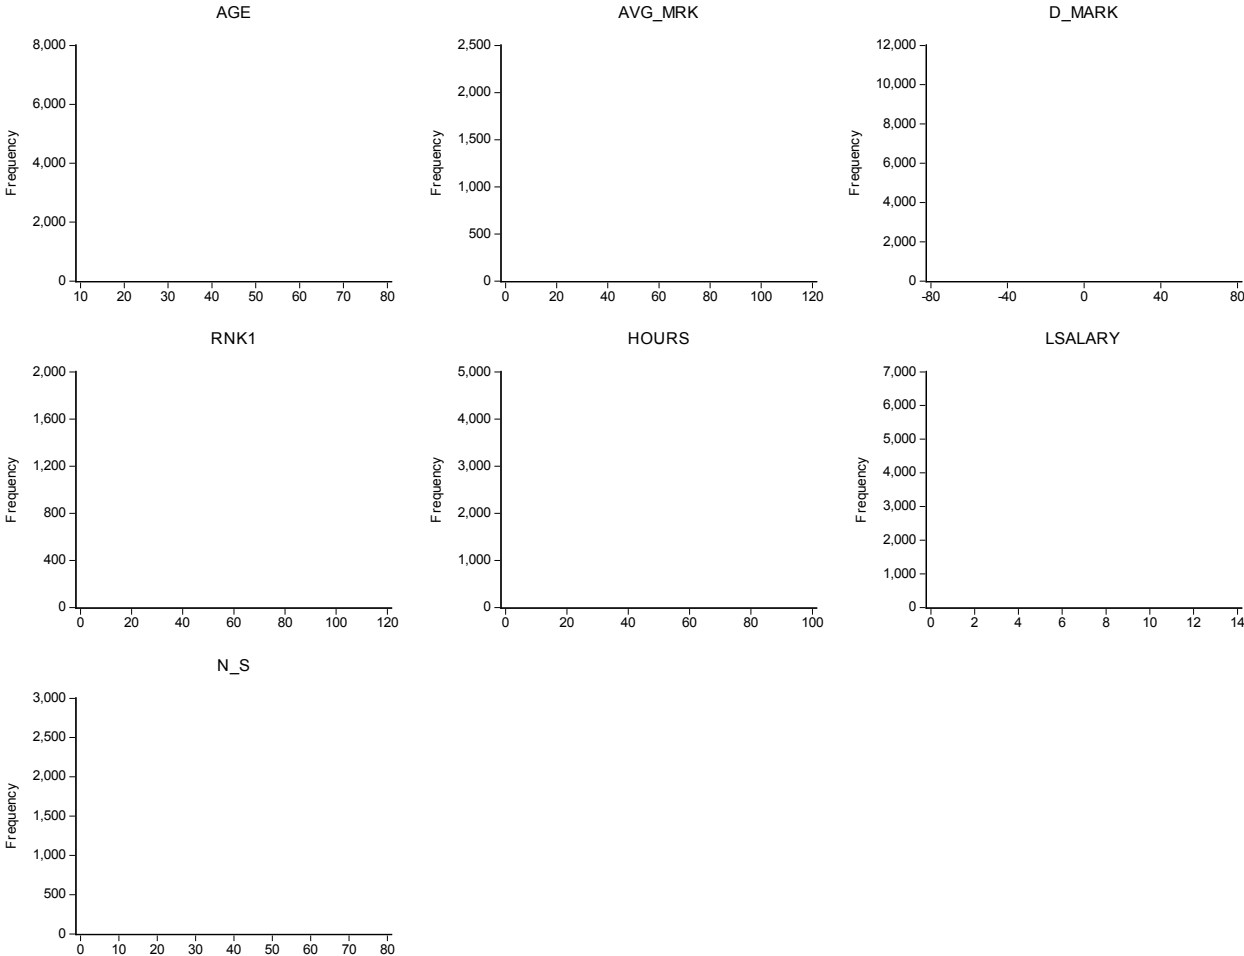 AGE
8,000
6,000
4,000
2,000
0
Frequency
10 20 30 40 50 60 70 80
AVG_MRK
2,500
2,000
1,500
1,000
500
0
Frequency
0 20 40 60 80 100 120
D_MARK
12,000
10,000
8,000
6,000
4,000
2,000
0
Frequency
-80 -40 0 40 80
RNK1
2,000
1,600
1,200
800
400
0
Frequency
0 20 40 60 80 100 120
HOURS
5,000
4,000
3,000
2,000
1,000
0
Frequency
0 20 40 60 80 100
LSALARY
7,000
6,000
5,000
4,000
3,000
2,000
1,000
0
Frequency
0 2 4 6 8 10 12 14
N_S
3,000
2,500
2,000
1,500
1,000
500
0
Frequency
0 10 20 30 40 50 60 70 80